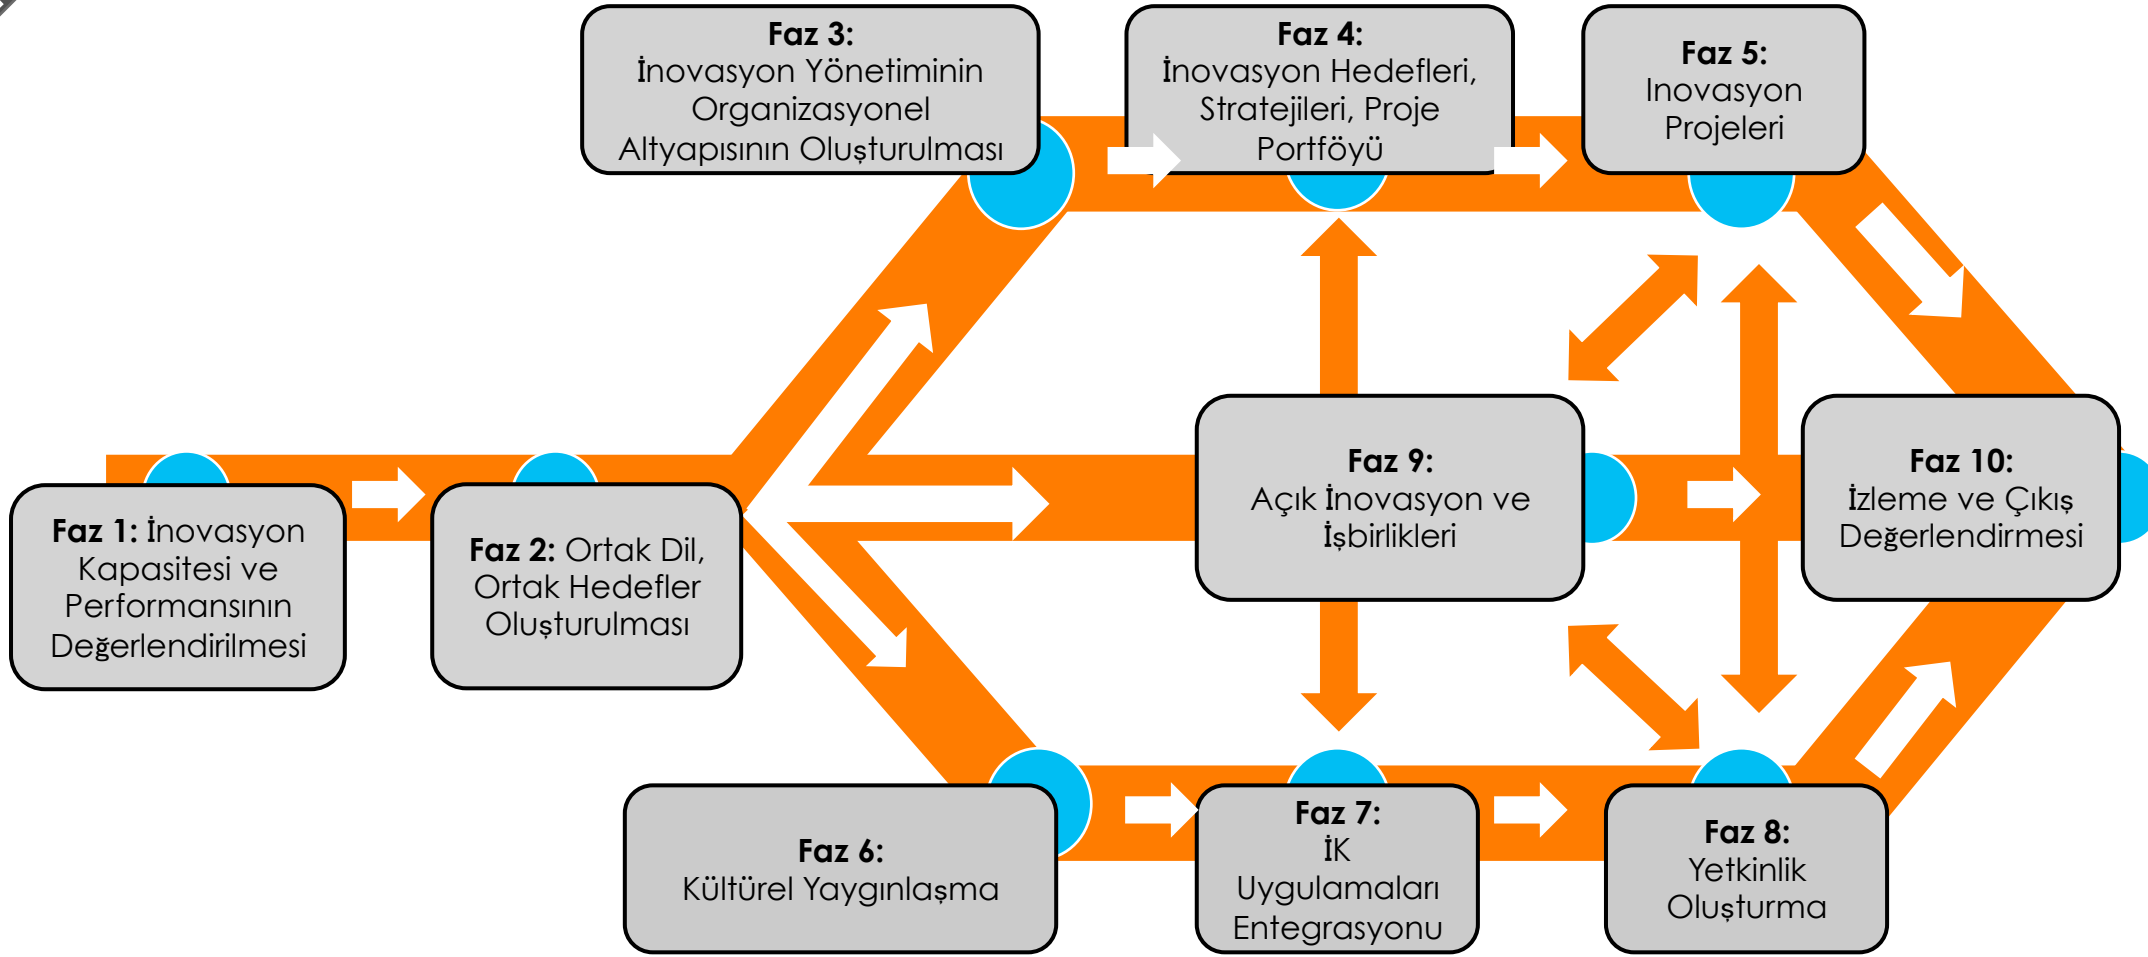 Faz 3:
İnovasyon Yönetiminin
Organizasyonel
Altyapısının Oluşturulması
Faz 4:
İnovasyon Hedefleri,
Stratejileri, Proje
Portföyü
Faz 5:
Inovasyon
Projeleri
Faz 1: İnovasyon
Kapasitesi ve
Performansının
Değerlendirilmesi
Faz 2: Ortak Dil,
Ortak Hedefler
Oluşturulması
Faz 9:
Açık İnovasyon ve
İşbirlikleri
Faz 10:
İzleme ve Çıkış
Değerlendirmesi
Faz 6:
Kültürel Yaygınlaşma
Faz 7:
İK
Uygulamaları
Entegrasyonu
Faz 8:
Yetkinlik
Oluşturma